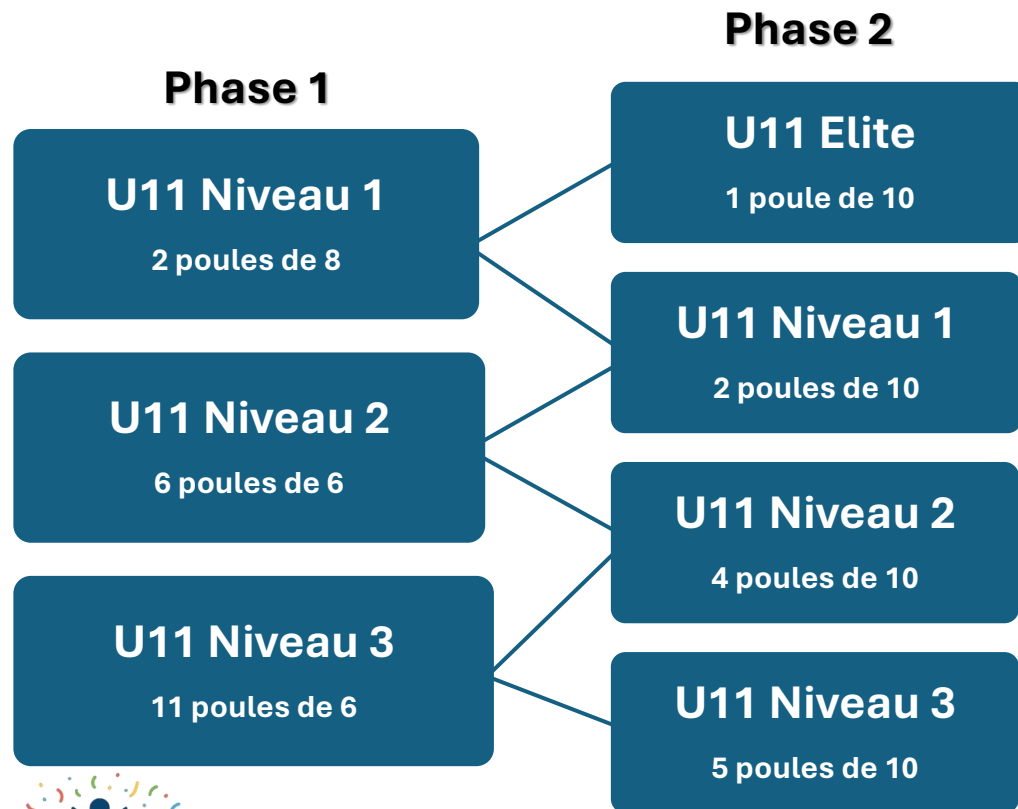 Phase 1
U11 Niveau 1
2 poules de 8
U11 Niveau 2
6 poules de 6
U11 Niveau 3
11 poules de 6
Phase 2
U11 Elite
1 poule de 10
U11 Niveau 1
2 poules de 10
U11 Niveau 2
4 poules de 10
U11 Niveau 3
5 poules de 10